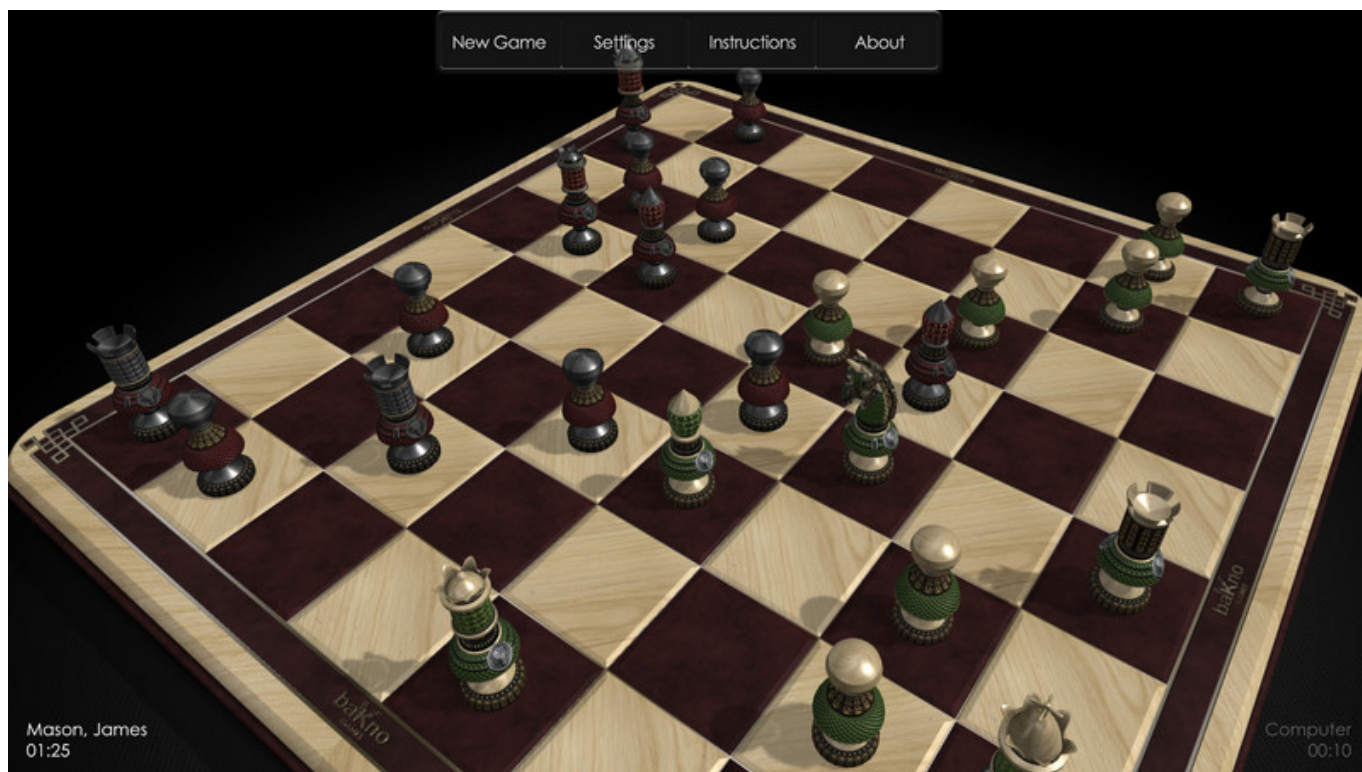 New Game
Settings
Instructions
About
baKno
baKno
Mason, James
01:25
Computer
00:10